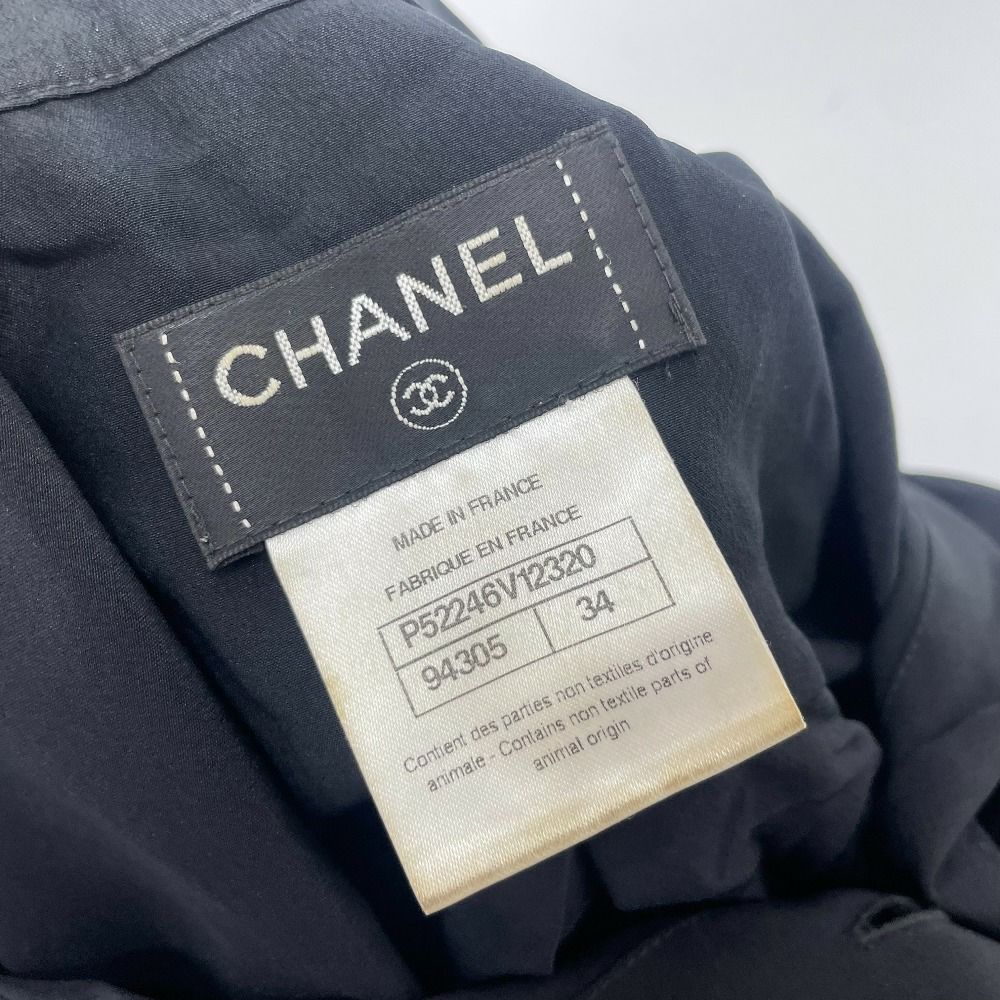 CHANEL
MADE IN FRANCE
FABRIQUE EN FRANCE
P52246V12320
94305 34
Contient des parties non textiles d'origine
animale - Contains non textile parts of
animal origin